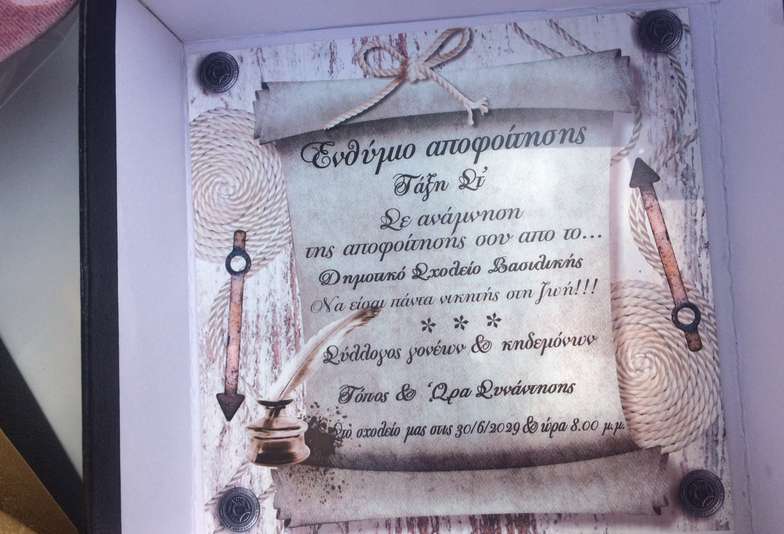 Ενθύμιο αποφοίτησης
Τάξη Στ'
Σε ανάμνηση
της αποφοίτησης σου απο το...
Δημοτικό Σχολείο Βασιλικής
Να είσαι πάντα νικητής στη ζωή!!!
* * *
Σύλλογος γονέων & κηδεμόνων
Τόπος & Ώρα Συνάντησης
Στο σχολείο μας στις 30/6/2029 & ώρα 8.00 μ.μ.